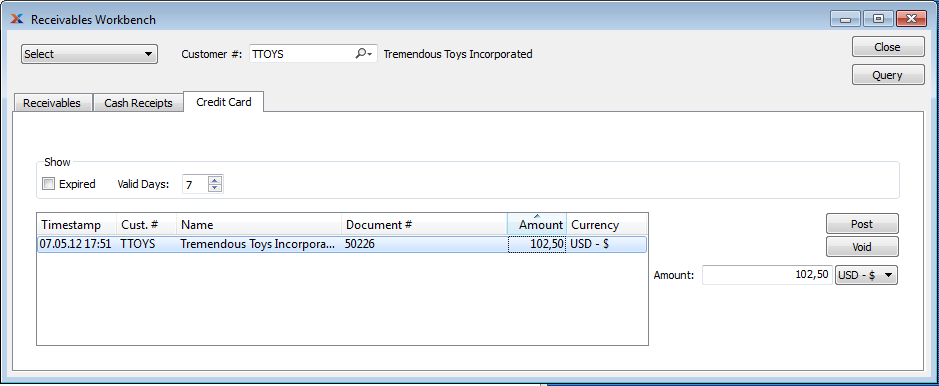 Receivables Workbench
Select Customer #: TTOYS Tremendous Toys Incorporated Close
Query
Receivables Cash Receipts Credit Card
Show
Expired Valid Days: 7
Timestamp Cust. # Name Document # Amount Currency
07.05.12 17:51 TTOYS Tremendous Toys Incorpora... 50226 102,50 USD - $
Post
Void
Amount: 102,50 USD - $